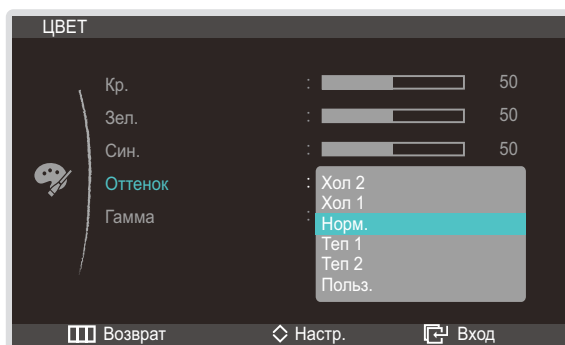 ЦВЕТ
Кр. : 50
Зел. : 50
Син. : 50
Оттенок : Хол 2
Хол 1
Гамма : Норм.
Теп 1
Теп 2
Польз.
Возврат Настр. Вход